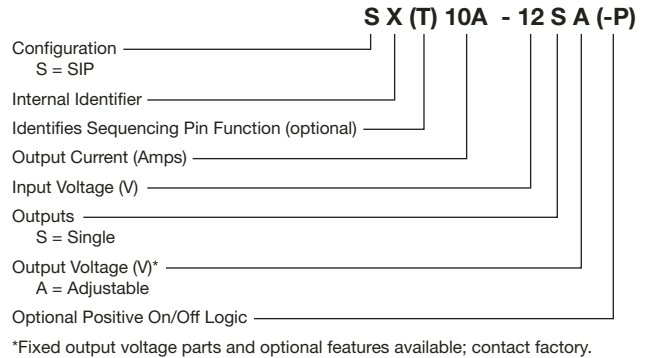 S X (T) 10A - 12 S A (-P)
Configuration
S = SIP
Internal Identifier
Identifies Sequencing Pin Function (optional)
Output Current (Amps)
Input Voltage (V)
Outputs
S = Single
Output Voltage (V)*
A = Adjustable
Optional Positive On/Off Logic
*Fixed output voltage parts and optional features available; contact factory.